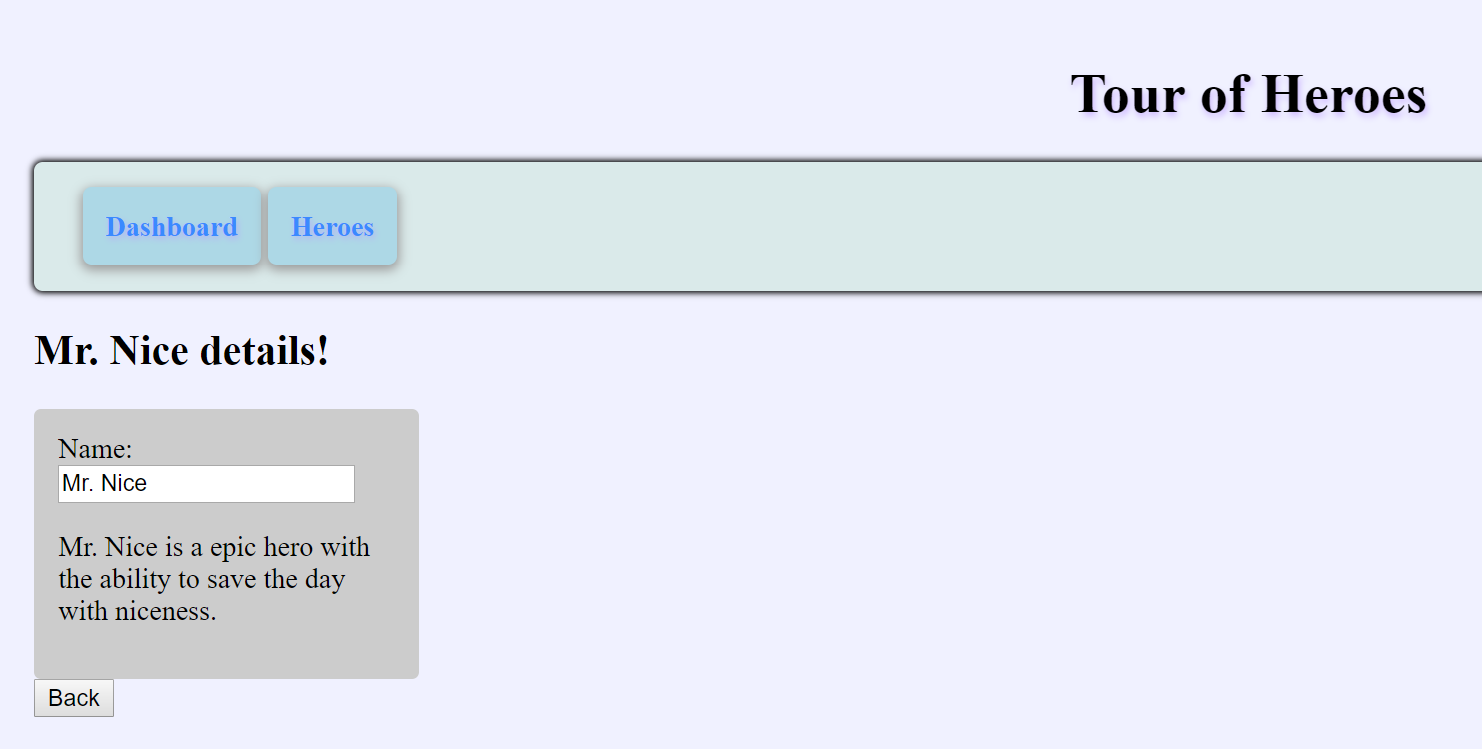 Tour of Heroes
Dashboard Heroes
Mr. Nice details!
Name:
Mr. Nice
Mr. Nice is a epic hero with
the ability to save the day
with niceness.
Back